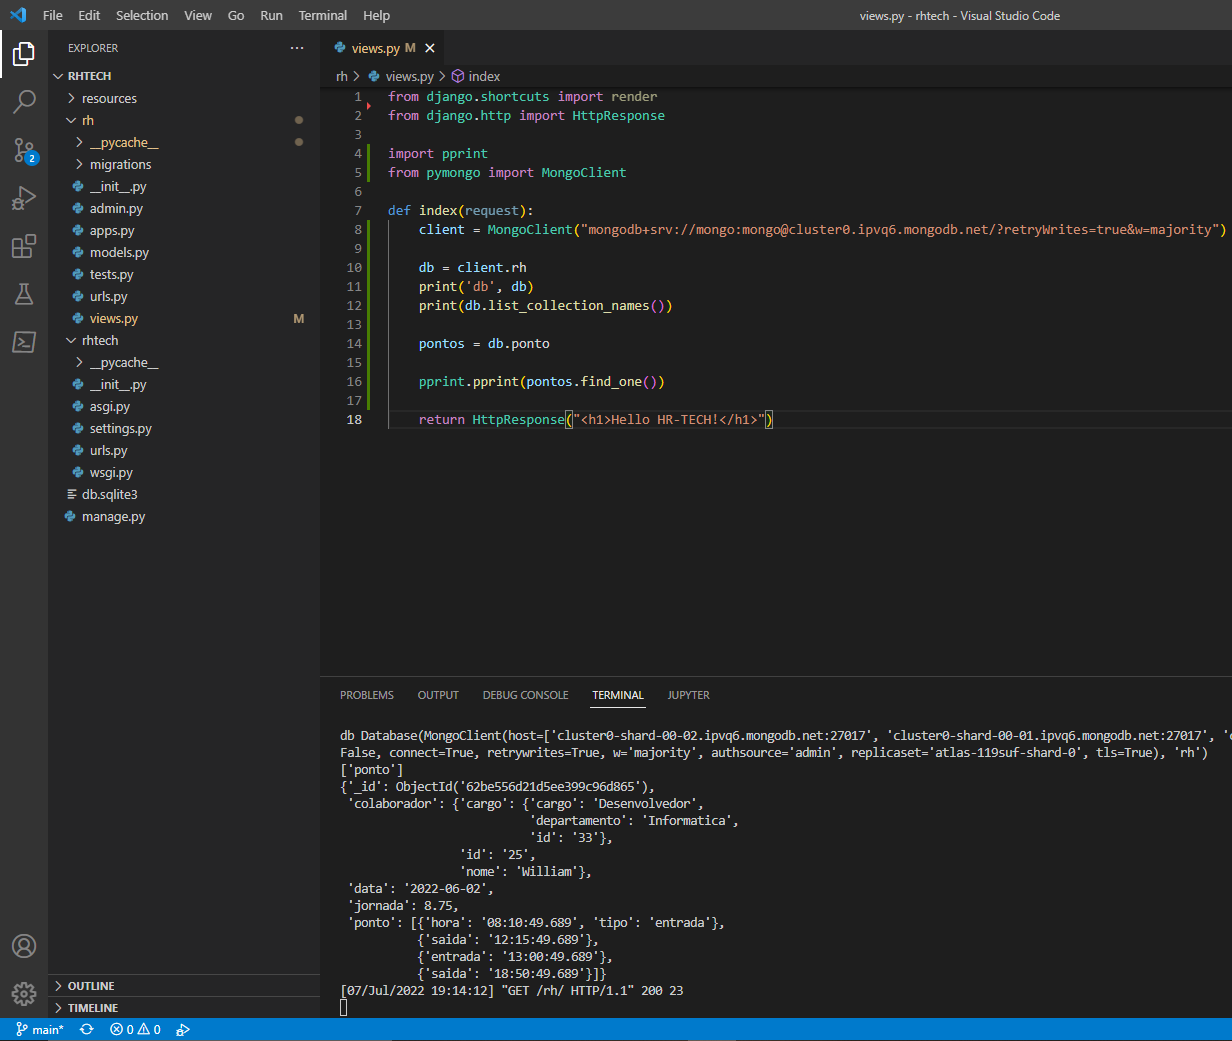 File Edit Selection View Go Run Terminal Help
views.py - rhtech - Visual Studio Code
EXPLORER ···
RHTECH
resources
rh
__pycache__
migrations
__init__.py
admin.py
apps.py
models.py
tests.py
urls.py
views.py M
rhtech
__pycache__
__init__.py
asgi.py
settings.py
urls.py
wsgi.py
db.sqlite3
manage.py
OUTLINE
TIMELINE
2
views.py M
rh > views.py > index
1 from django.shortcuts import render
2 from django.http import HttpResponse
3
4 import pprint
5 from pymongo import MongoClient
6
7 def index(request):
8     client = MongoClient("mongodb+srv://mongo:mongo@cluster0.ipvq6.mongodb.net/?retryWrites=true&w=majority")
9
10     db = client.rh
11     print('db', db)
12     print(db.list_collection_names())
13
14     pontos = db.ponto
15
16     pprint.pprint(pontos.find_one())
17
18     return HttpResponse("<h1>Hello HR-TECH!</h1>")
PROBLEMS OUTPUT DEBUG CONSOLE TERMINAL JUPYTER
db Database(MongoClient(host=['cluster0-shard-00-02.ipvq6.mongodb.net:27017', 'cluster0-shard-00-01.ipvq6.mongodb.net:27017',
False, connect=True, retrywrites=True, w='majority', authsource='admin', replicaset='atlas-119suf-shard-0', tls=True), 'rh')
['ponto']
{'_id': ObjectId('62be556d21d5ee399c96d865'),
 'colaborador': {'cargo': {'cargo': 'Desenvolvedor',
                           'departamento': 'Informatica',
                           'id': '33'},
                 'id': '25',
                 'nome': 'William'},
 'data': '2022-06-02',
 'jornada': 8.75,
 'ponto': [{'hora': '08:10:49.689', 'tipo': 'entrada'},
           {'saida': '12:15:49.689'},
           {'entrada': '13:00:49.689'},
           {'saida': '18:50:49.689'}]}
[07/Jul/2022 19:14:12] "GET /rh/ HTTP/1.1" 200 23
main* 0 0